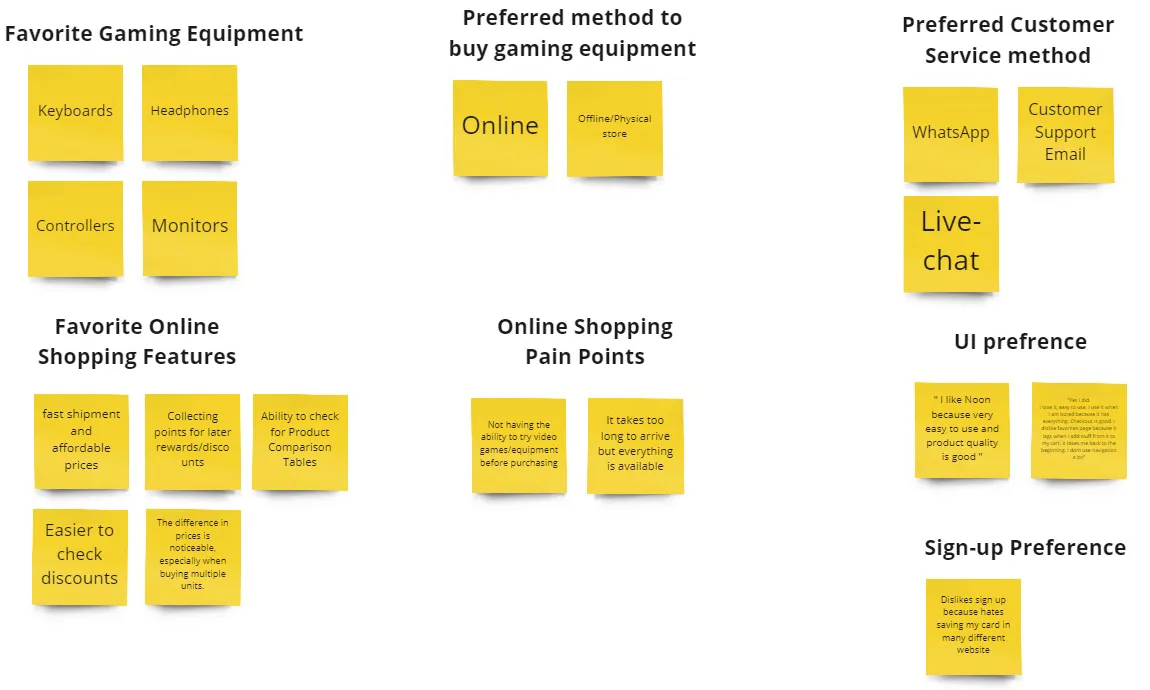 Favorite Gaming Equipment
Keyboards
Headphones
Controllers
Monitors
Preferred method to
buy gaming equipment
Online
Offline/Physical
store
Preferred Customer
Service method
WhatsApp
Customer
Support
Email
Live-
chat
Favorite Online
Shopping Features
fast shipment
and
affordable
prices
Collecting
points for later
rewards/disco
unts
Ability to check
for Product
Comparison
Tables
Easier to
check
discounts
The difference in
prices is
noticeable,
especially when
buying multiple
units.
Online Shopping
Pain Points
Not having the
ability to try video
games/equipment
before purchasing
It takes too
long to arrive
but everything
is available
UI prefrence
" I like Noon
because very
easy to use and
product quality
is good "
"Yes I did.
I love it, easy to use. I use it when
I am bored because it has
everything. Checkout is good. I
dislike favorites page because it
lags when I add stuff from it to
my cart. It takes me back to the
beginning. I dont use navigation
a lot"
Sign-up Preference
Dislikes sign up
because hates
saving my card in
many different
website